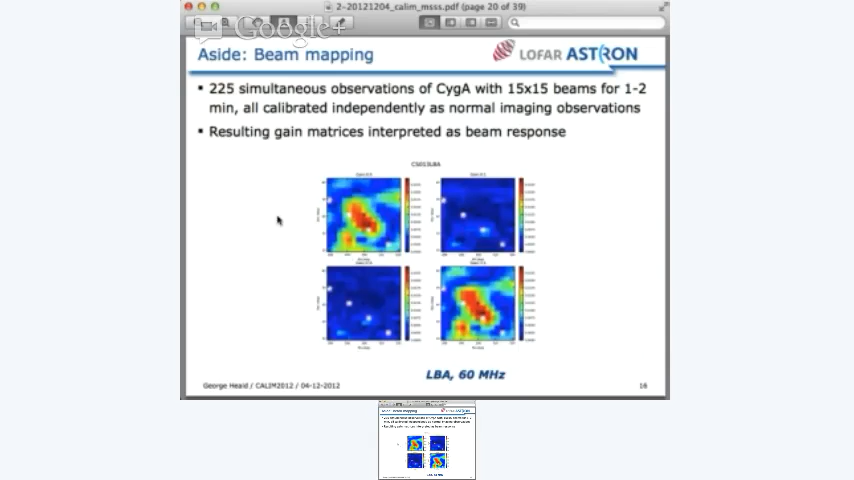 2-20121204_calim_msss.pdf (page 20 of 39)
Google+
Aside: Beam mapping
LOFAR ASTRON
▪ 225 simultaneous observations of CygA with 15x15 beams for 1-2
min, all calibrated independently as normal imaging observations
▪ Resulting gain matrices interpreted as beam response
LBA, 60 MHz
George Heald / CALIM2012 / 04-12-2012
16